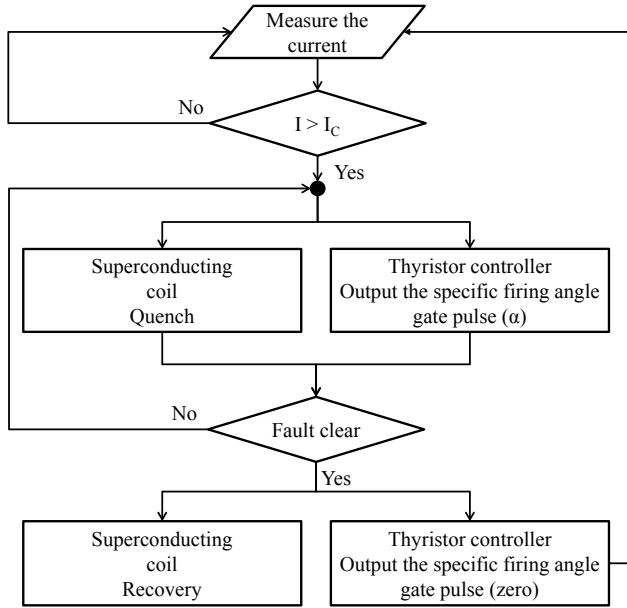 Measure the
current
No
I > I_C
Yes
Superconducting
coil
Quench
Thyristor controller
Output the specific firing angle
gate pulse (α)
No
Fault clear
Yes
Superconducting
coil
Recovery
Thyristor controller
Output the specific firing angle
gate pulse (zero)